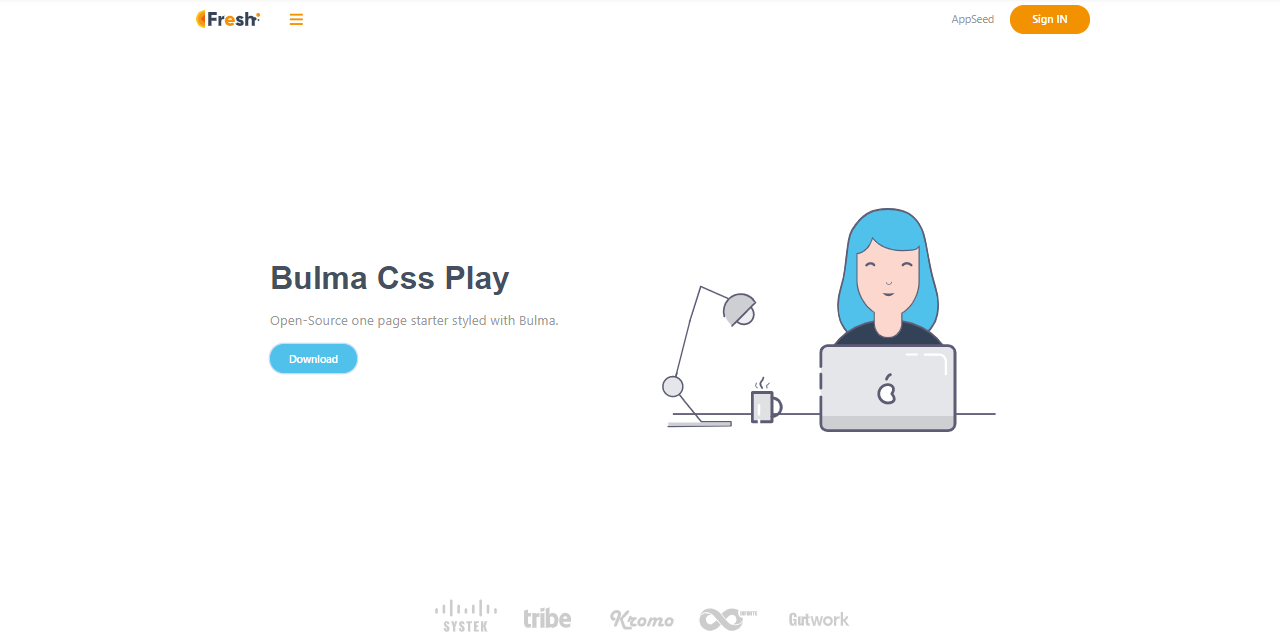 Fresh
AppSeed
Sign IN
Bulma Css Play
Open-Source one page starter styled with Bulma.
Download
SYSTEK
tribe
Kromo
INFINITE
Gutwork